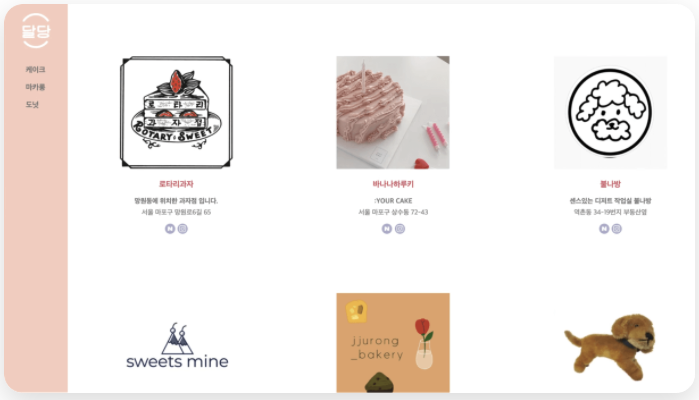 달당
케이크
마카롱
도넛
로타리
과자점
ROTARY SWEET
로타리과자
망원동에 위치한 과자점 입니다.
서울 마포구 망원로6길 65
바나나하루키
:YOUR CAKE
서울 마포구 상수동 72-43
불나방
센스있는 디저트 작업실 불나방
역촌동 34-19번지 부동산옆
sweets mine
jjurong
_bakery